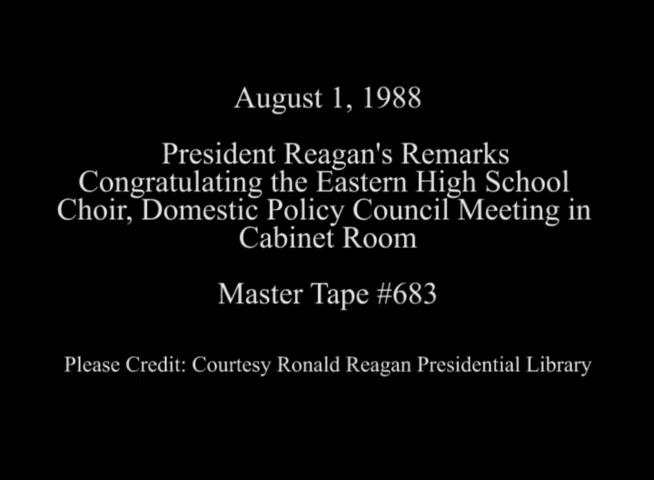 August 1, 1988
President Reagan's Remarks
Congratulating the Eastern High School
Choir, Domestic Policy Council Meeting in
Cabinet Room
Master Tape #683
Please Credit: Courtesy Ronald Reagan Presidential Library